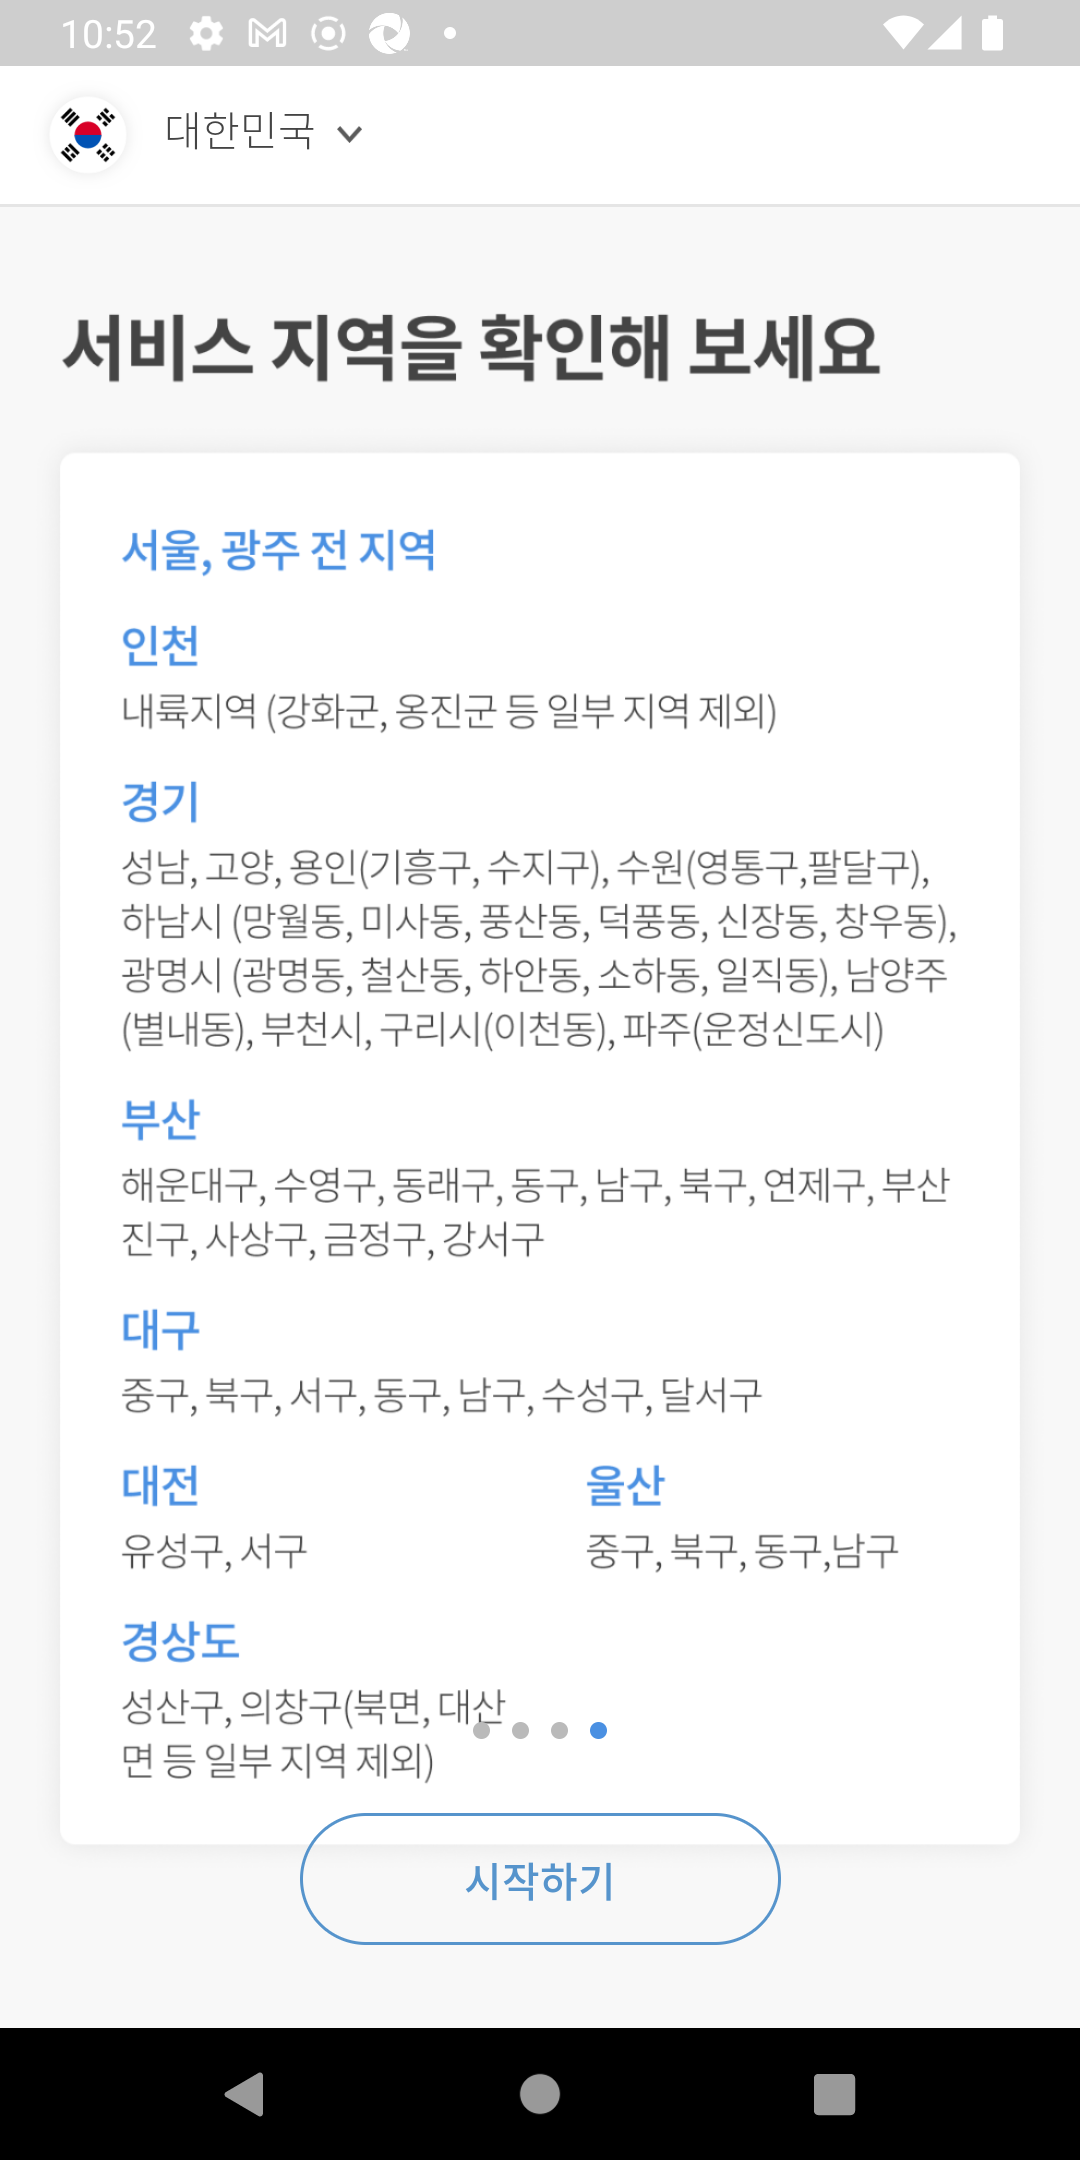 10:52
대한민국
서비스 지역을 확인해 보세요
서울, 광주 전 지역
인천
내륙지역 (강화군, 옹진군 등 일부 지역 제외)
경기
성남, 고양, 용인(기흥구, 수지구), 수원(영통구,팔달구),
하남시 (망월동, 미사동, 풍산동, 덕풍동, 신장동, 창우동),
광명시 (광명동, 철산동, 하안동, 소하동, 일직동), 남양주
(별내동), 부천시, 구리시(이천동), 파주(운정신도시)
부산
해운대구, 수영구, 동래구, 동구, 남구, 북구, 연제구, 부산
진구, 사상구, 금정구, 강서구
대구
중구, 북구, 서구, 동구, 남구, 수성구, 달서구
대전
유성구, 서구
울산
중구, 북구, 동구,남구
경상도
성산구, 의창구(북면, 대산
면 등 일부 지역 제외)
시작하기